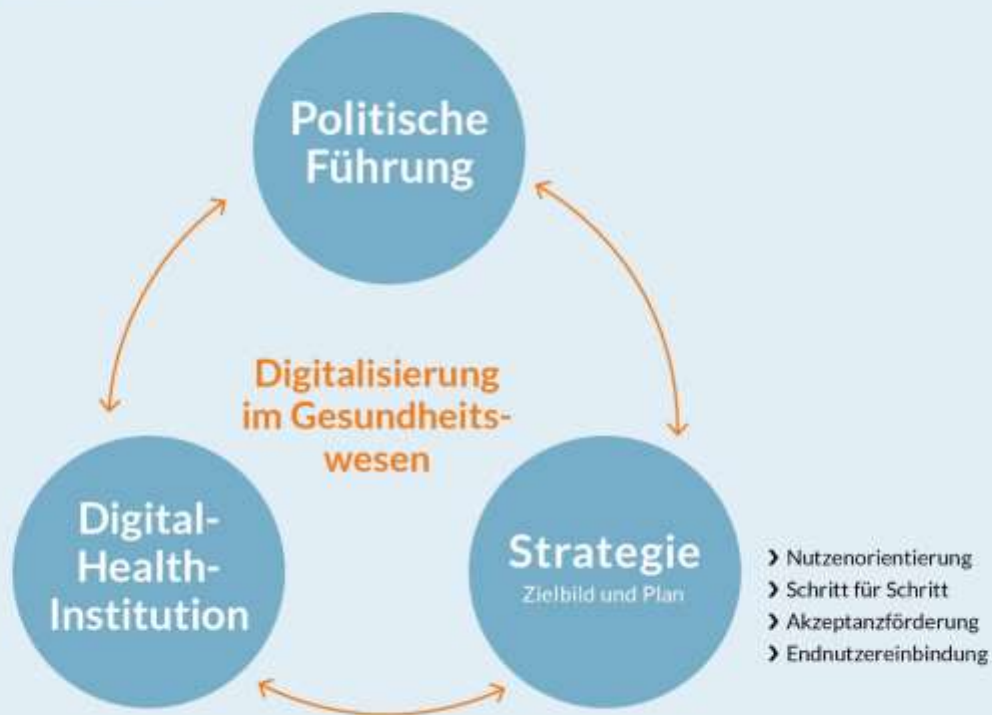 Politische
Führung
Digitalisierung
im Gesundheits-
wesen
Digital-
Health-
Institution
Strategie
Zielbild und Plan
❯ Nutzenorientierung
❯ Schritt für Schritt
❯ Akzeptanzförderung
❯ Endnutzereinbindung